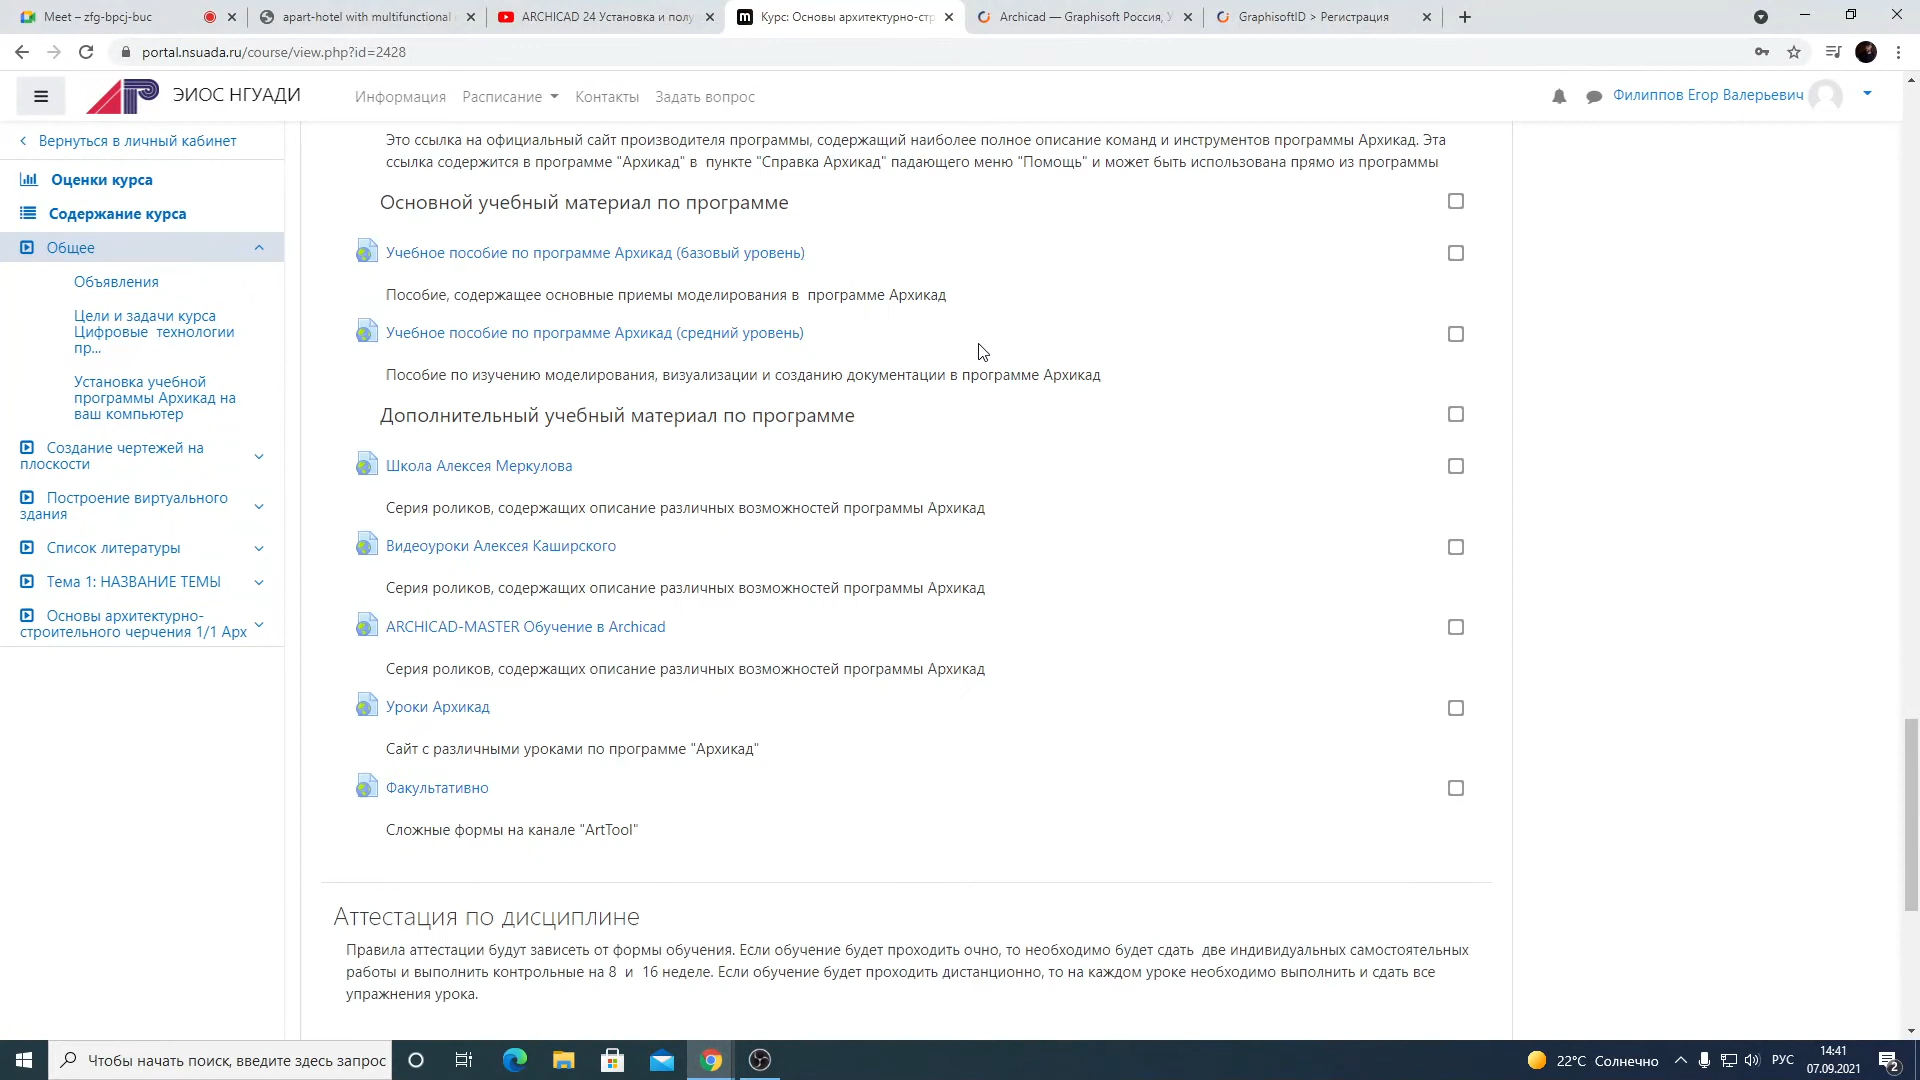 Meet – zfg-bpcj-buc
apart-hotel with multifunctional
ARCHICAD 24 Установка и полу
Курс: Основы архитектурно-стр
Archicad — Graphisoft Россия, У
GraphisoftID > Регистрация
portal.nsuada.ru/course/view.php?id=2428
ЭИОС НГУАДИ
Информация
Расписание
Контакты
Задать вопрос
Филиппов Егор Валерьевич
Вернуться в личный кабинет
Оценки курса
Содержание курса
Общее
Объявления
Цели и задачи курса
Цифровые технологии
пр...
Установка учебной
программы Архикад на
ваш компьютер
Создание чертежей на
плоскости
Построение виртуального
здания
Список литературы
Тема 1: НАЗВАНИЕ ТЕМЫ
Основы архитектурно-
строительного черчения 1/1 Арх
Это ссылка на официальный сайт производителя программы, содержащий наиболее полное описание команд и инструментов программы Архикад. Эта
ссылка содержится в программе "Архикад" в пункте "Справка Архикад" падающего меню "Помощь" и может быть использована прямо из программы
Основной учебный материал по программе
Учебное пособие по программе Архикад (базовый уровень)
Пособие, содержащее основные приемы моделирования в программе Архикад
Учебное пособие по программе Архикад (средний уровень)
Пособие по изучению моделирования, визуализации и созданию документации в программе Архикад
Дополнительный учебный материал по программе
Школа Алексея Меркулова
Серия роликов, содержащих описание различных возможностей программы Архикад
Видеоуроки Алексея Каширского
Серия роликов, содержащих описание различных возможностей программы Архикад
ARCHICAD-MASTER Обучение в Archicad
Серия роликов, содержащих описание различных возможностей программы Архикад
Уроки Архикад
Сайт с различными уроками по программе "Архикад"
Факультативно
Сложные формы на канале "ArtTool"
Аттестация по дисциплине
Правила аттестации будут зависеть от формы обучения. Если обучение будет проходить очно, то необходимо будет сдать две индивидуальных самостоятельных
работы и выполнить контрольные на 8 и 16 неделе. Если обучение будет проходить дистанционно, то на каждом уроке необходимо выполнить и сдать все
упражнения урока.
Чтобы начать поиск, введите здесь запрос
22°C Солнечно
РУС
14:41
07.09.2021
2